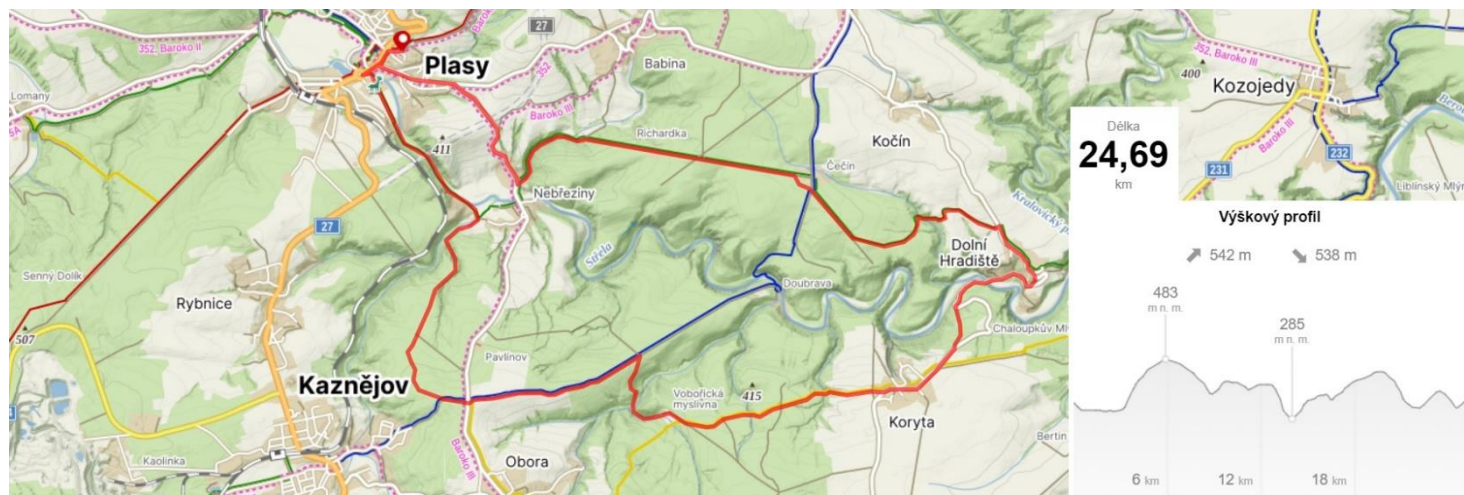 352, Baroko II
Plasy
27
352
Babina
Baroko III
Lomany
Richardka
411
Kočín
Čečín
Nebřeziny
27
Střela
Dolní
Hradiště
Senný Dolík
Rybnice
Doubrava
507
Pavlínov
Chaloupkův Ml
Kaznějov
Vobořická
myslivna
415
Koryta
Baroko III
Kaolinka
Obora
Bertin
352, Baroko III
400
Kozojedy
Baroko III
232
231
Liblínský Mlýn
Délka
24,69
km
Výškový profil
542 m
538 m
483
m n. m.
285
m n. m.
6 km
12 km
18 km